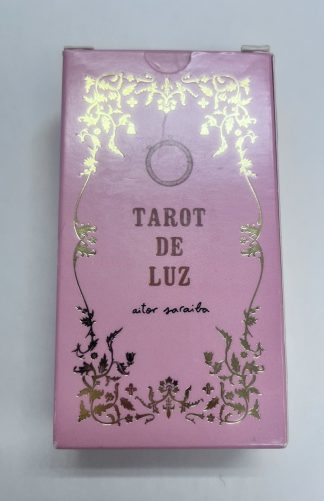 TAROT
DE
LUZ
aitor saraiba